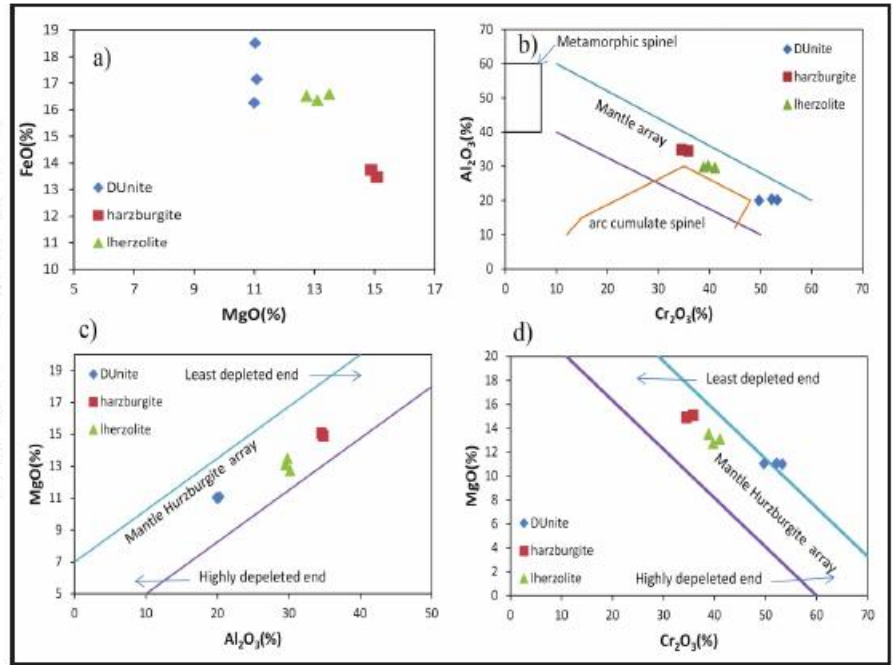 a)
19
18
17
16
15
14
13
12
11
10
FeO(%)
DUnite
harzburgite
lherzolite
5
7
9
11
13
15
17
MgO(%)
b)
70
60
50
40
30
20
10
0
Al₂O₃(%)
Metamorphic spinel
Mantle array
arc cumulate spinel
DUnite
harzburgite
lherzolite
0
10
20
30
40
50
60
70
Cr₂O₃(%)
c)
19
17
15
13
11
9
7
5
MgO(%)
DUnite
harzburgite
lherzolite
Least depleted end
Mantle Hurzburgite array
Highly depeleted end
0
10
20
30
40
50
Al₂O₃(%)
d)
20
18
16
14
12
10
8
6
4
2
0
MgO(%)
Least depleted end
Mantle Hurzburgite array
DUnite
harzburgite
lherzolite
Highly depeleted end
0
10
20
30
40
50
60
70
Cr₂O₃(%)